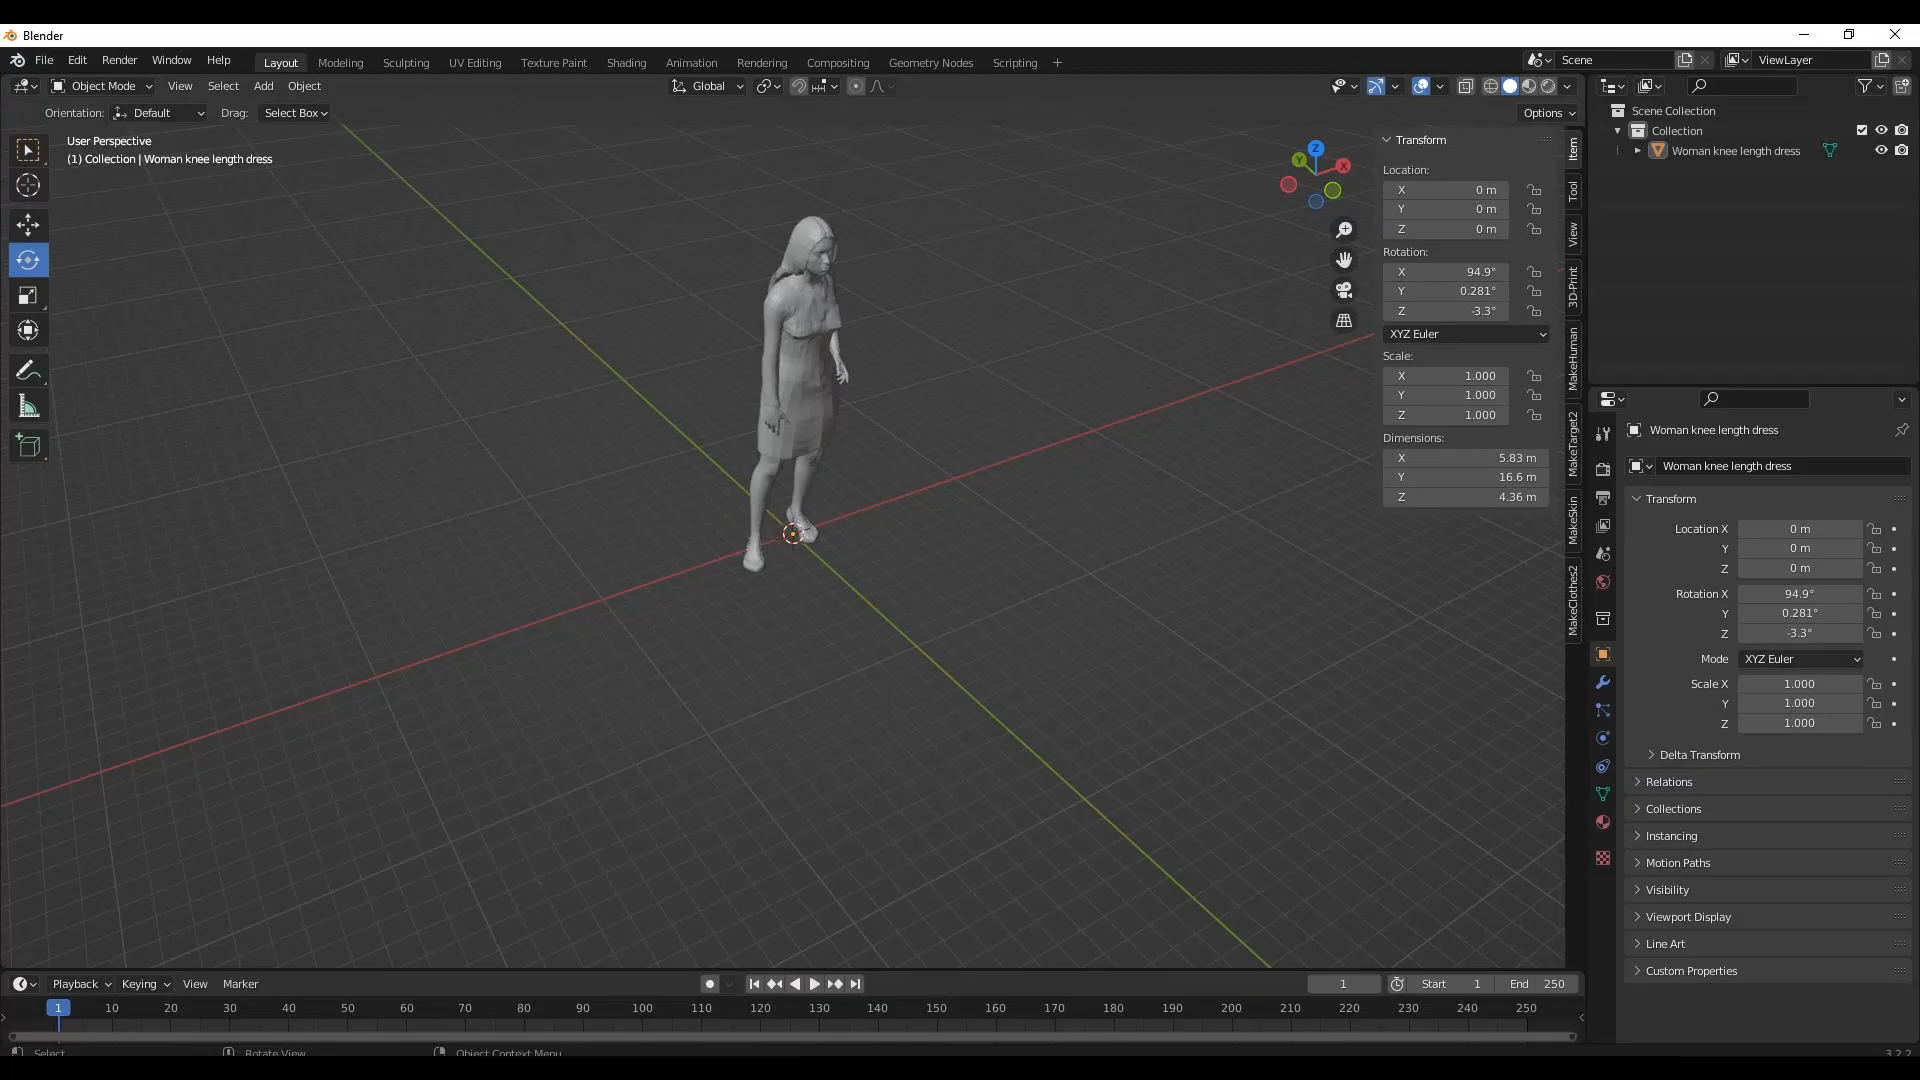 Blender
File Edit Render Window Help
Layout Modeling Sculpting UV Editing Texture Paint Shading Animation Rendering Compositing Geometry Nodes Scripting +
Scene
ViewLayer
Object Mode View Select Add Object
Global
Orientation: Default Drag: Select Box
Options
User Perspective
(1) Collection | Woman knee length dress
Z
Y
X
Transform
Location:
X 0 m
Y 0 m
Z 0 m
Rotation:
X 94.9°
Y 0.281°
Z -3.3°
XYZ Euler
Scale:
X 1.000
Y 1.000
Z 1.000
Dimensions:
X 5.83 m
Y 16.6 m
Z 4.36 m
Item
Tool
View
3D-Print
MakeHuman
MakeTarget2
MakeSkin
MakeClothes2
Scene Collection
Collection
Woman knee length dress
Woman knee length dress
Woman knee length dress
Transform
Location X 0 m
Y 0 m
Z 0 m
Rotation X 94.9°
Y 0.281°
Z -3.3°
Mode XYZ Euler
Scale X 1.000
Y 1.000
Z 1.000
Delta Transform
Relations
Collections
Instancing
Motion Paths
Visibility
Viewport Display
Line Art
Custom Properties
Playback Keying View Marker
1 Start 1 End 250
1 10 20 30 40 50 60 70 80 90 100 110 120 130 140 150 160 170 180 190 200 210 220 230 240 250
Select Rotate View Object Context Menu
3.2.2